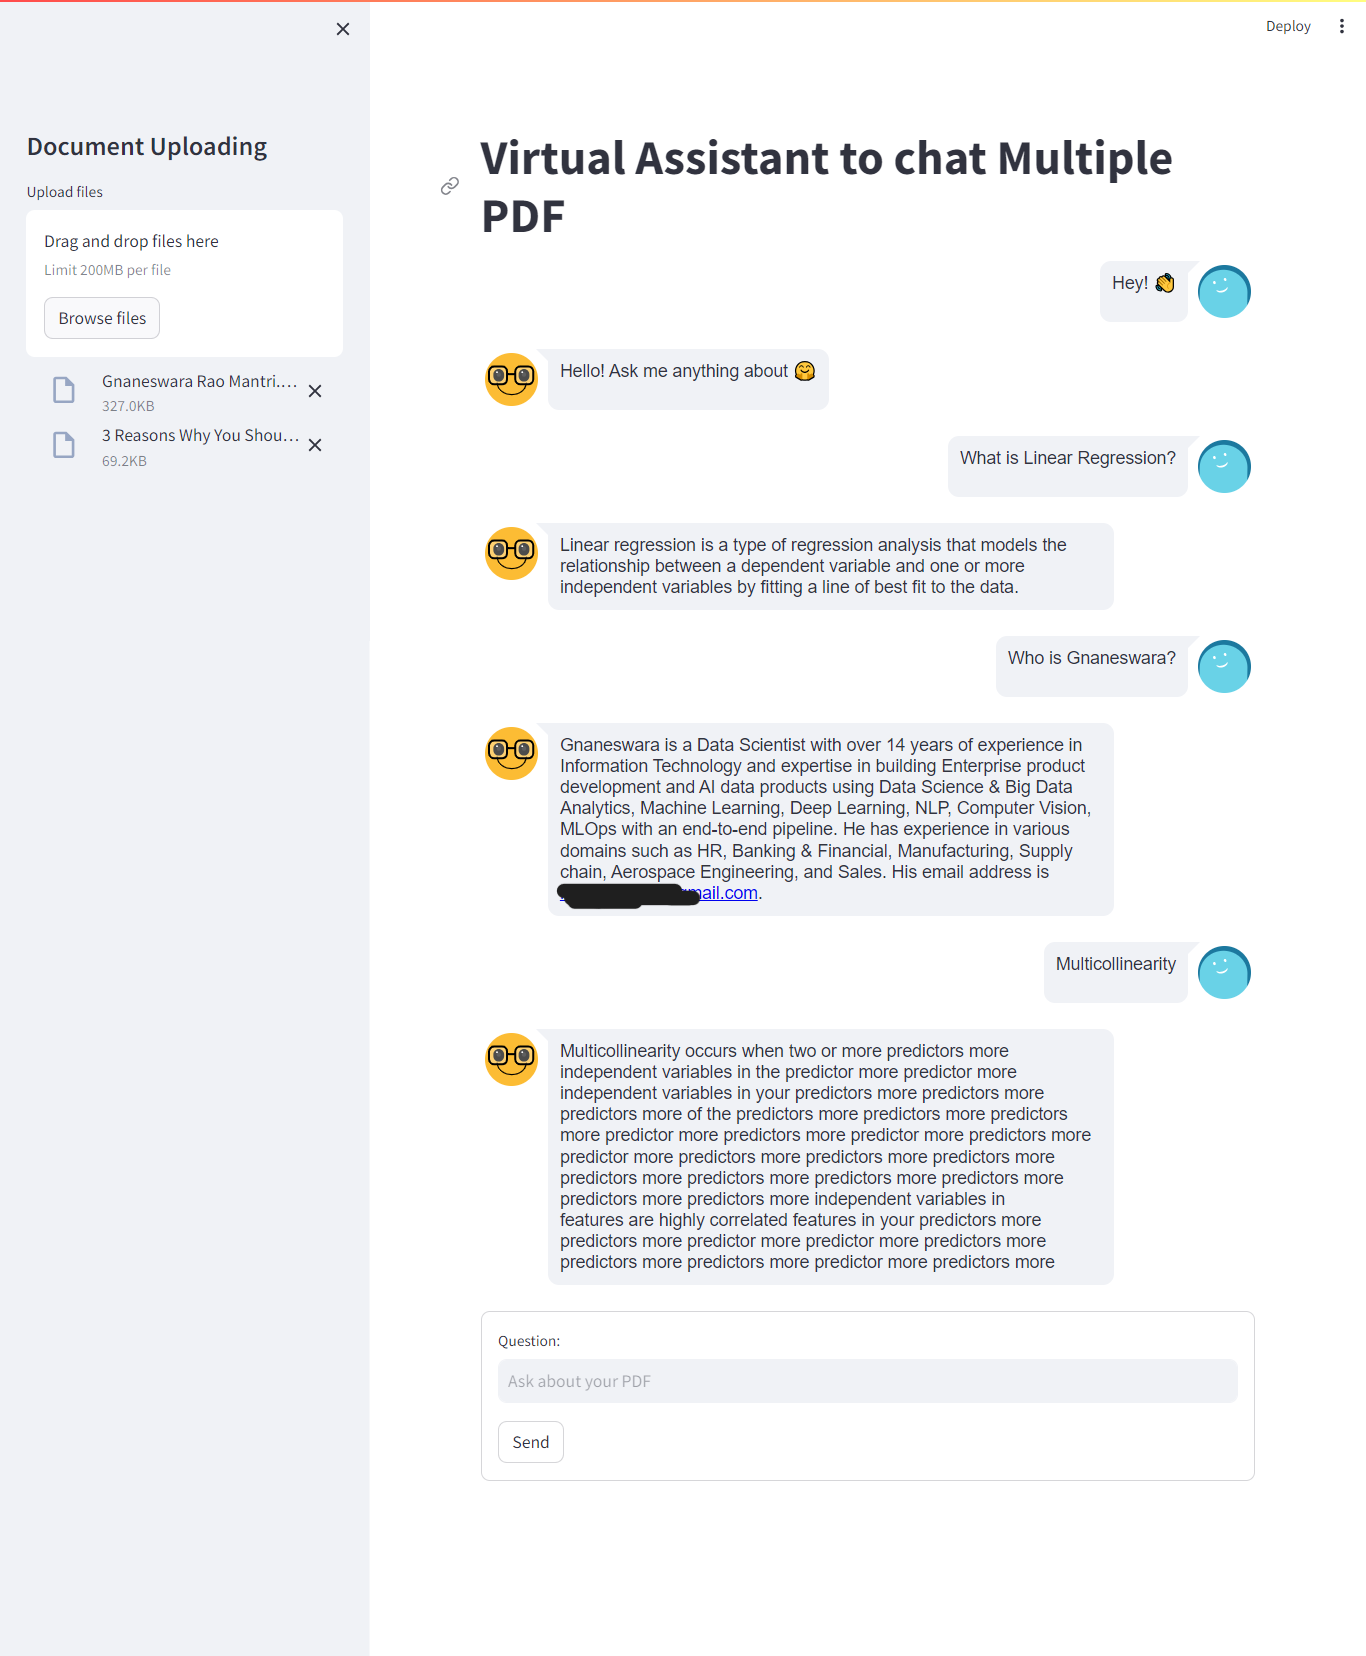 Deploy
Document Uploading
Upload files
Drag and drop files here
Limit 200MB per file
Browse files
Gnaneswara Rao Mantri....
327.0KB
3 Reasons Why You Shou...
69.2KB
Virtual Assistant to chat Multiple
PDF
Hey! 👏
Hello! Ask me anything about 🤗
What is Linear Regression?
Linear regression is a type of regression analysis that models the
relationship between a dependent variable and one or more
independent variables by fitting a line of best fit to the data.
Who is Gnaneswara?
Gnaneswara is a Data Scientist with over 14 years of experience in
Information Technology and expertise in building Enterprise product
development and AI data products using Data Science & Big Data
Analytics, Machine Learning, Deep Learning, NLP, Computer Vision,
MLOps with an end-to-end pipeline. He has experience in various
domains such as HR, Banking & Financial, Manufacturing, Supply
chain, Aerospace Engineering, and Sales. His email address is
mail.com.
Multicollinearity
Multicollinearity occurs when two or more predictors more
independent variables in the predictor more predictor more
independent variables in your predictors more predictors more
predictors more of the predictors more predictors more predictors
more predictor more predictors more predictor more predictors more
predictor more predictors more predictors more predictors more
predictors more predictors more predictors more predictors more
predictors more predictors more independent variables in
features are highly correlated features in your predictors more
predictors more predictor more predictor more predictors more
predictors more predictors more predictor more predictors more
Question:
Ask about your PDF
Send